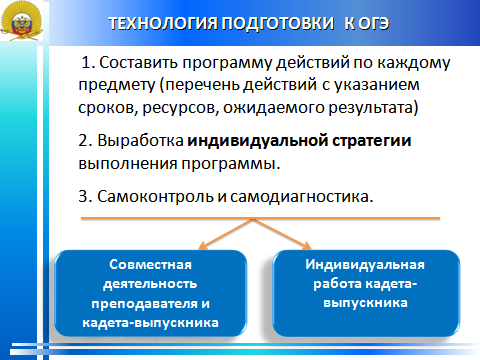 ТЕХНОЛОГИЯ ПОДГОТОВКИ К ОГЭ
1. Составить программу действий по каждому
предмету (перечень действий с указанием
сроков, ресурсов, ожидаемого результата)
2. Выработка индивидуальной стратегии
выполнения программы.
3. Самоконтроль и самодиагностика.
Совместная
деятельность
преподавателя и
кадета-выпускника
Индивидуальная
работа кадета-
выпускника